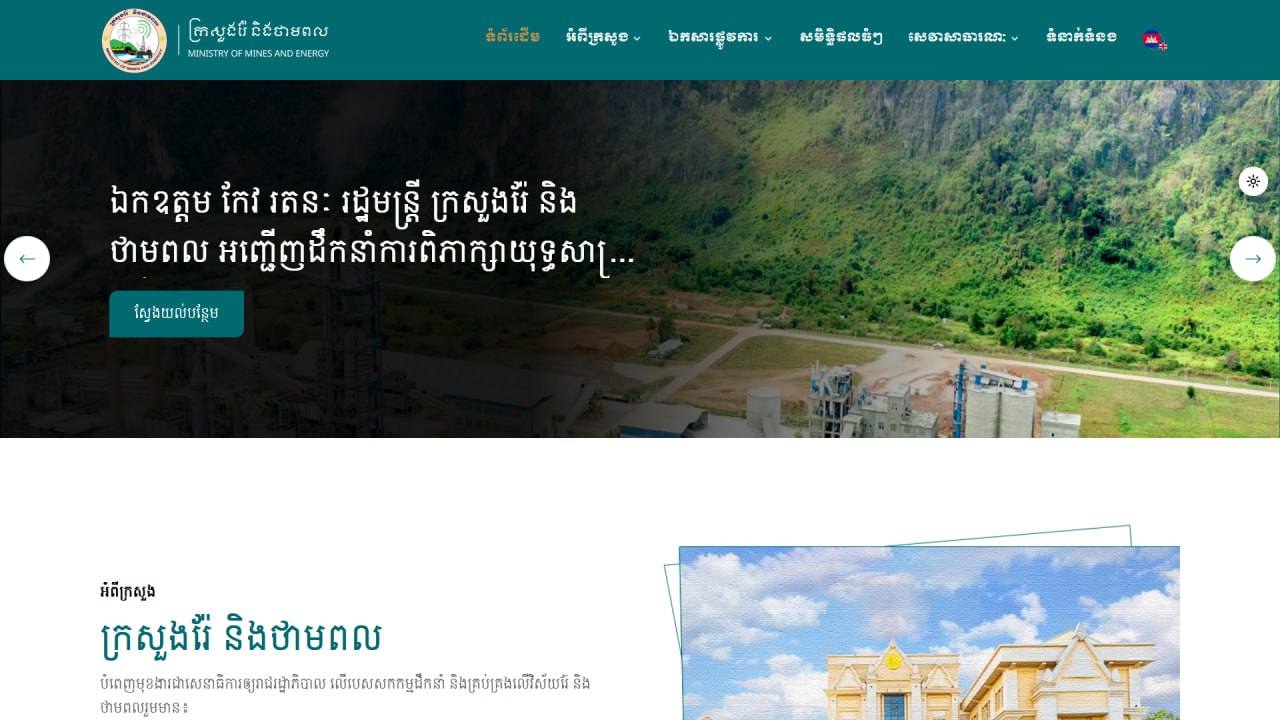 ក្រសួងរ៉ែ និងថាមពល
MINISTRY OF MINES AND ENERGY
ទំព័រដើម
អំពីក្រសួង
ឯកសារផ្លូវការ
សមិទ្ធិផលធំៗ
សេវាសាធារណៈ
ទំនាក់ទំនង
ឯកឧត្តម កែវ រតនៈ រដ្ឋមន្ត្រី ក្រសួងរ៉ែ និង
ថាមពល អញ្ជើញដឹកនាំការពិភាក្សាយុទ្ធសាស្ត្រ...
ស្វែងយល់បន្ថែម
អំពីក្រសួង
ក្រសួងរ៉ែ និងថាមពល
បំពេញមុខងារជាសេនាធិការឲ្យរាជរដ្ឋាភិបាល លើបេសសកកម្មដឹកនាំ និងគ្រប់គ្រងលើវិស័យរ៉ែ និង
ថាមពលរួមមាន៖